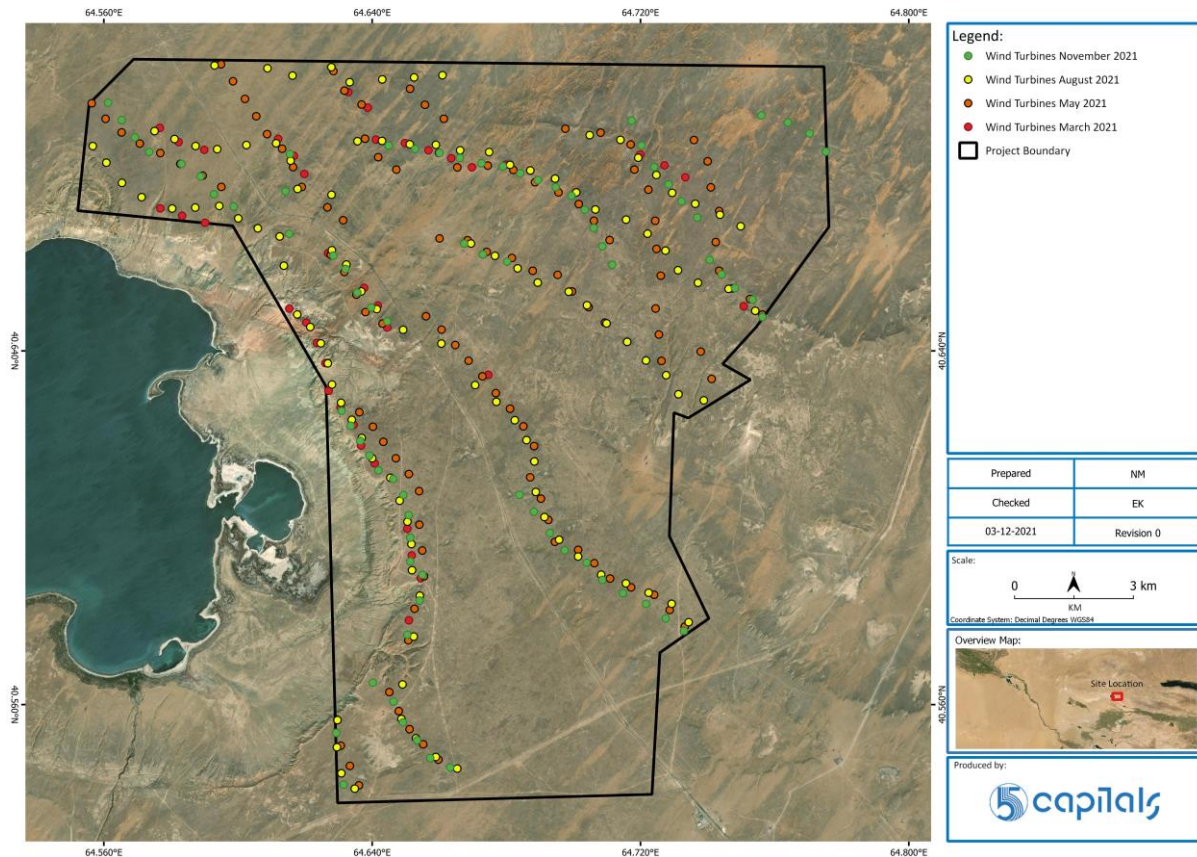 64.560°E
64.640°E
64.720°E
64.800°E
40.640°N
40.640°N
40.560°N
40.560°N
64.560°E
64.640°E
64.720°E
64.800°E
Legend:
Wind Turbines November 2021
Wind Turbines August 2021
Wind Turbines May 2021
Wind Turbines March 2021
Project Boundary
Prepared NM
Checked EK
03-12-2021 Revision 0
Scale:
N
0 3 km
KM
Coordinate System: Decimal Degrees WGS84
Overview Map:
Site Location
Produced by:
5 capitals